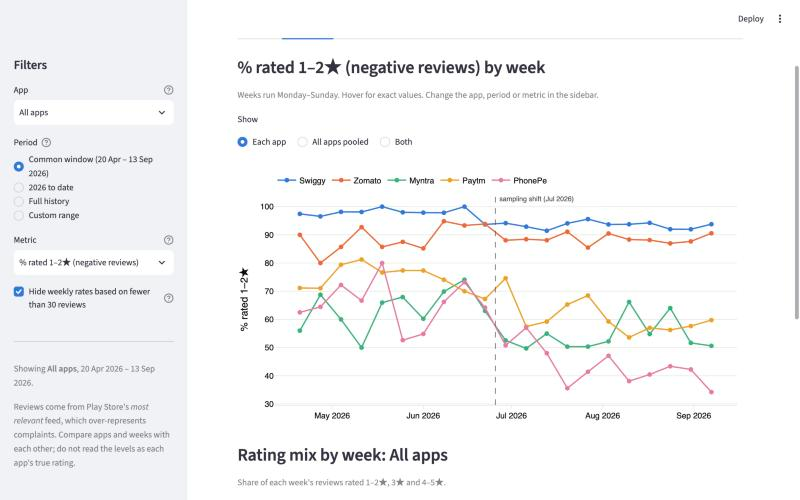 Deploy
Filters
App
All apps
Period
Common window (20 Apr – 13 Sep
2026)
2026 to date
Full history
Custom range
Metric
% rated 1–2★ (negative reviews)
Hide weekly rates based on fewer
than 30 reviews
Showing All apps, 20 Apr 2026 – 13 Sep
2026.
Reviews come from Play Store's most
relevant feed, which over-represents
complaints. Compare apps and weeks with
each other; do not read the levels as each
app's true rating.
% rated 1–2★ (negative reviews) by week
Weeks run Monday–Sunday. Hover for exact values. Change the app, period or metric in the sidebar.
Show
Each app
All apps pooled
Both
Swiggy
Zomato
Myntra
Paytm
PhonePe
sampling shift (Jul 2026)
% rated 1–2★
100
90
80
70
60
50
40
30
May 2026
Jun 2026
Jul 2026
Aug 2026
Sep 2026
Rating mix by week: All apps
Share of each week's reviews rated 1–2★, 3★ and 4–5★.